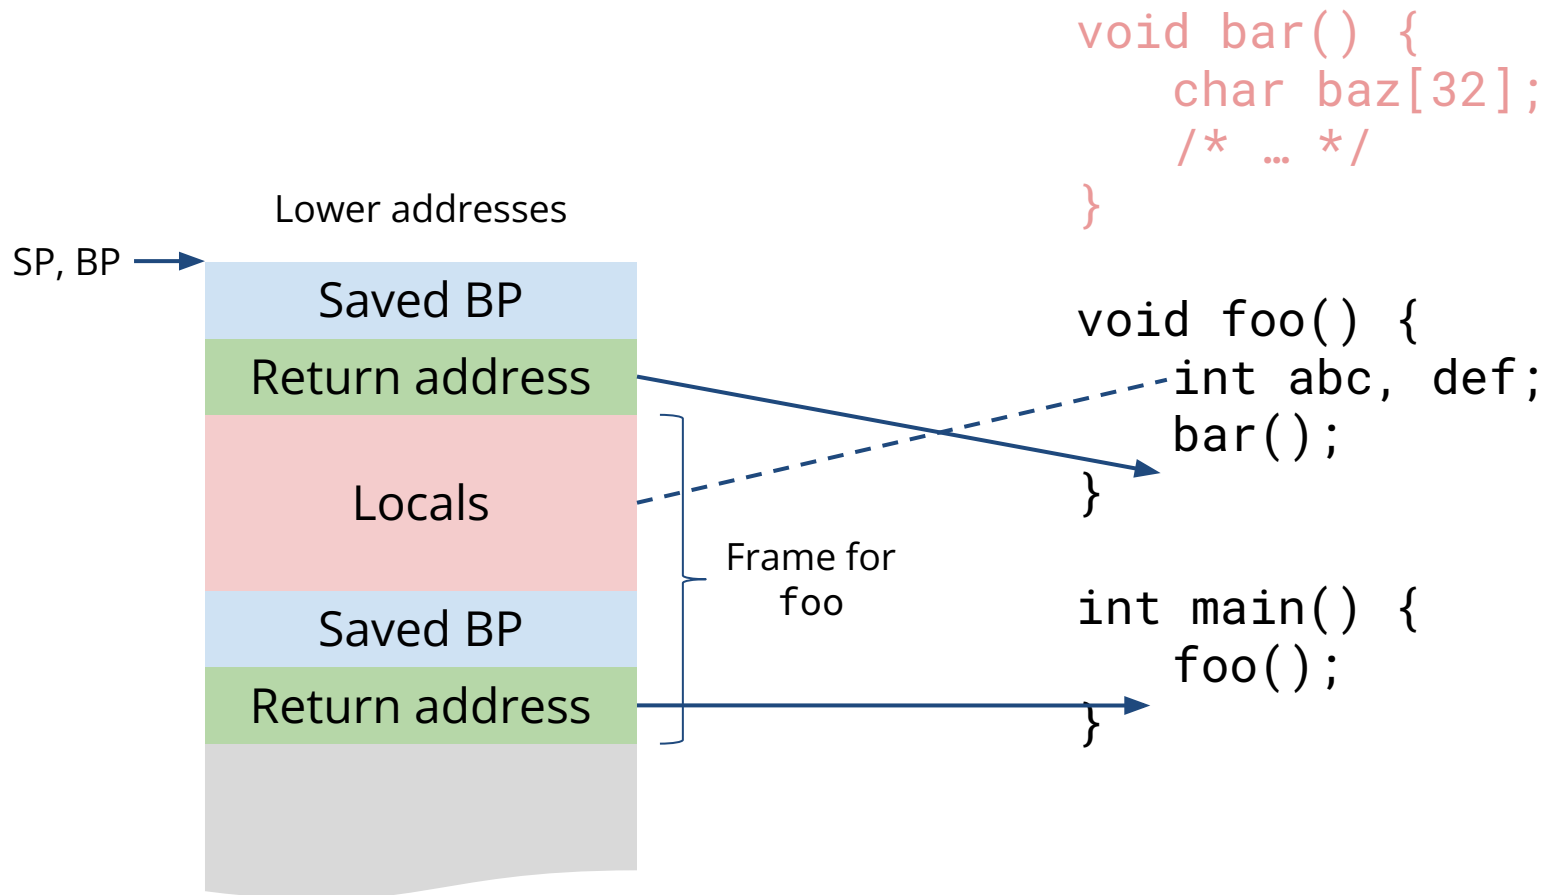 void bar() {
char baz[32];
/* … */
}
Lower addresses
SP, BP
Saved BP
Return address
Locals
Saved BP
Return address
Frame for
foo
void foo() {
int abc, def;
bar();
}
int main() {
foo();
}